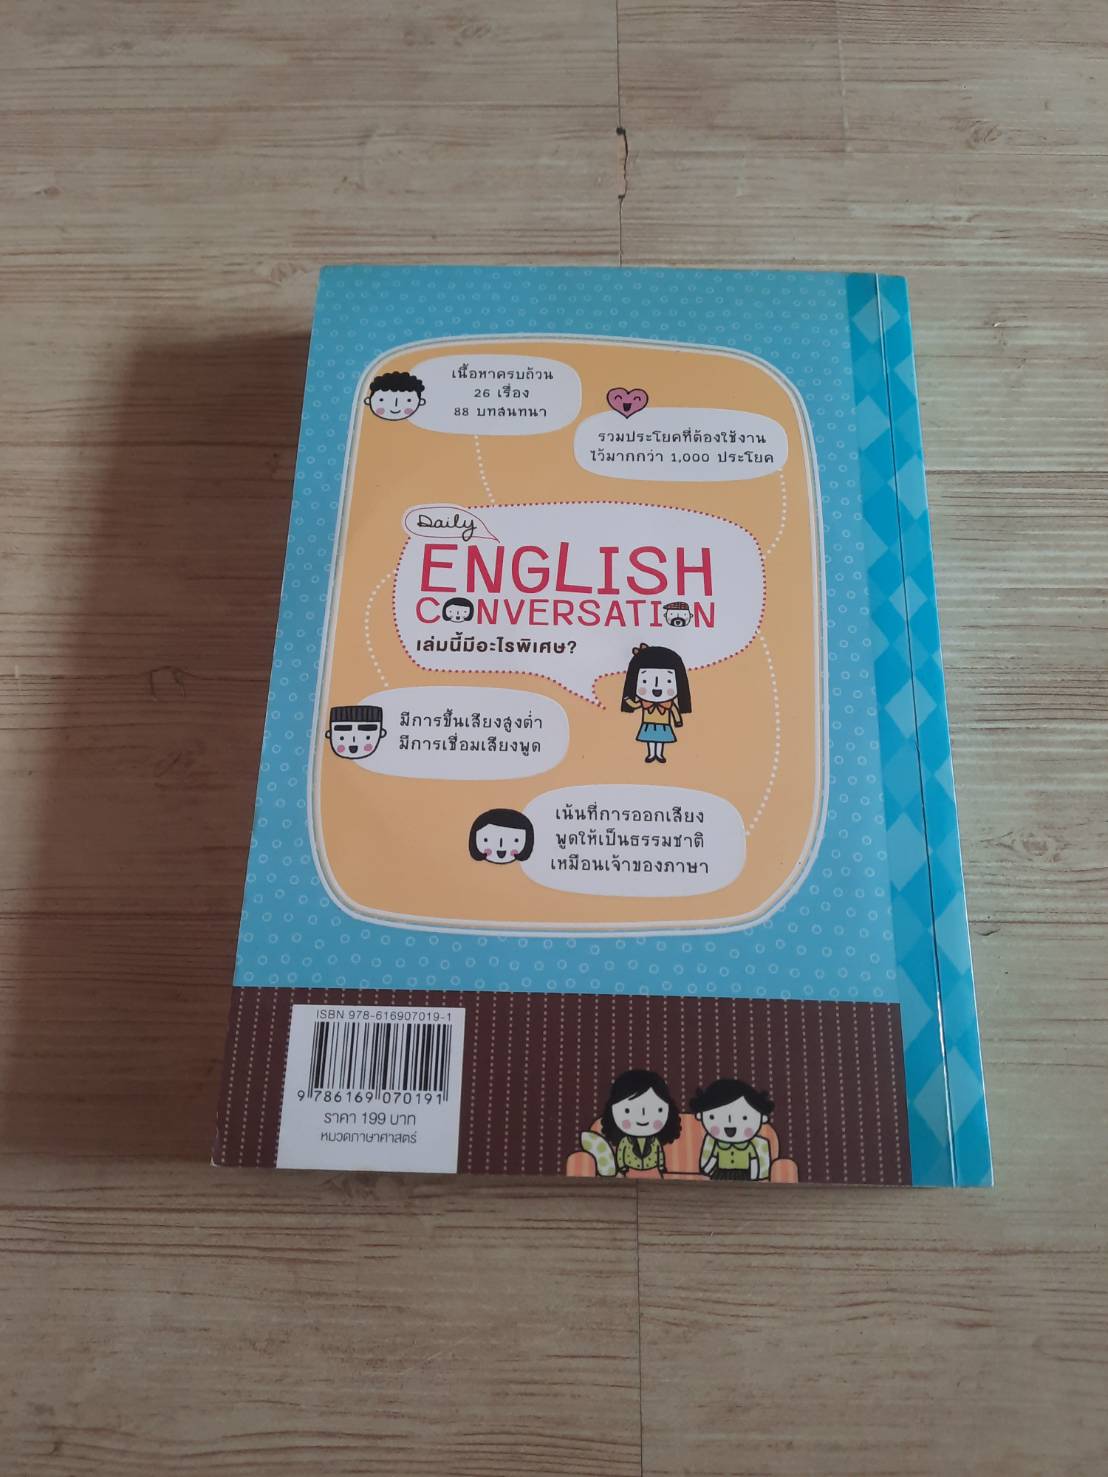 เนื้อหาครบถ้วน
26 เรื่อง
88 บทสนทนา
รวมประโยคที่ต้องใช้งาน
ไว้มากกว่า 1,000 ประโยค
Daily
ENGLISH
CONVERSATION
เล่มนี้มีอะไรพิเศษ?
มีการขึ้นเสียงสูงต่ำ
มีการเชื่อมเสียงพูด
เน้นที่การออกเสียง
พูดให้เป็นธรรมชาติ
เหมือนเจ้าของภาษา
ISBN 978-616907019-1
9 786169 070191
ราคา 199 บาท
หมวดภาษาศาสตร์